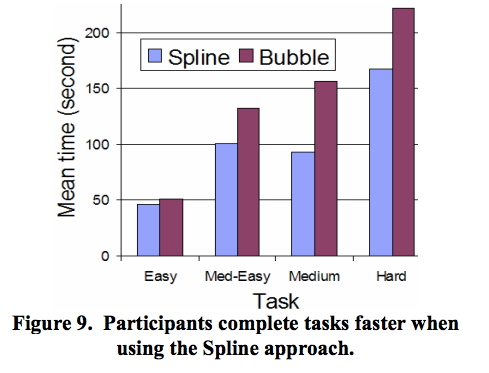 200
150
100
50
0
Mean time (second)
Spline Bubble
Easy Med-Easy Medium Hard
Task
Figure 9. Participants complete tasks faster when
using the Spline approach.